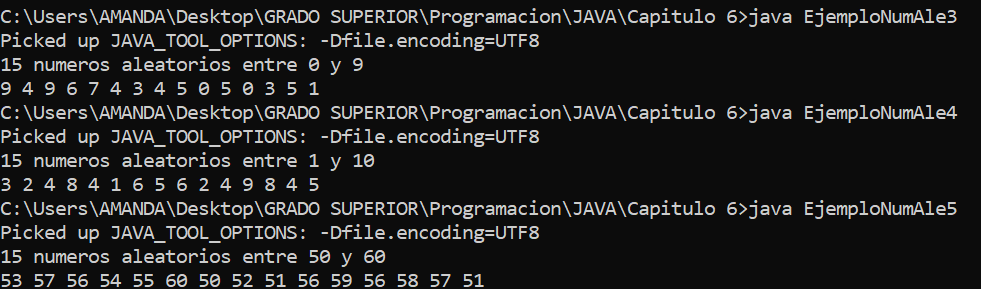 C:\Users\AMANDA\Desktop\GRADO SUPERIOR\Programacion\JAVA\Capitulo 6>java EjemploNumAle3
Picked up JAVA_TOOL_OPTIONS: -Dfile.encoding=UTF8
15 numeros aleatorios entre 0 y 9
9 4 9 6 7 4 3 4 5 0 5 0 3 5 1
C:\Users\AMANDA\Desktop\GRADO SUPERIOR\Programacion\JAVA\Capitulo 6>java EjemploNumAle4
Picked up JAVA_TOOL_OPTIONS: -Dfile.encoding=UTF8
15 numeros aleatorios entre 1 y 10
3 2 4 8 4 1 6 5 6 2 4 9 8 4 5
C:\Users\AMANDA\Desktop\GRADO SUPERIOR\Programacion\JAVA\Capitulo 6>java EjemploNumAle5
Picked up JAVA_TOOL_OPTIONS: -Dfile.encoding=UTF8
15 numeros aleatorios entre 50 y 60
53 57 56 54 55 60 50 52 51 56 59 56 58 57 51